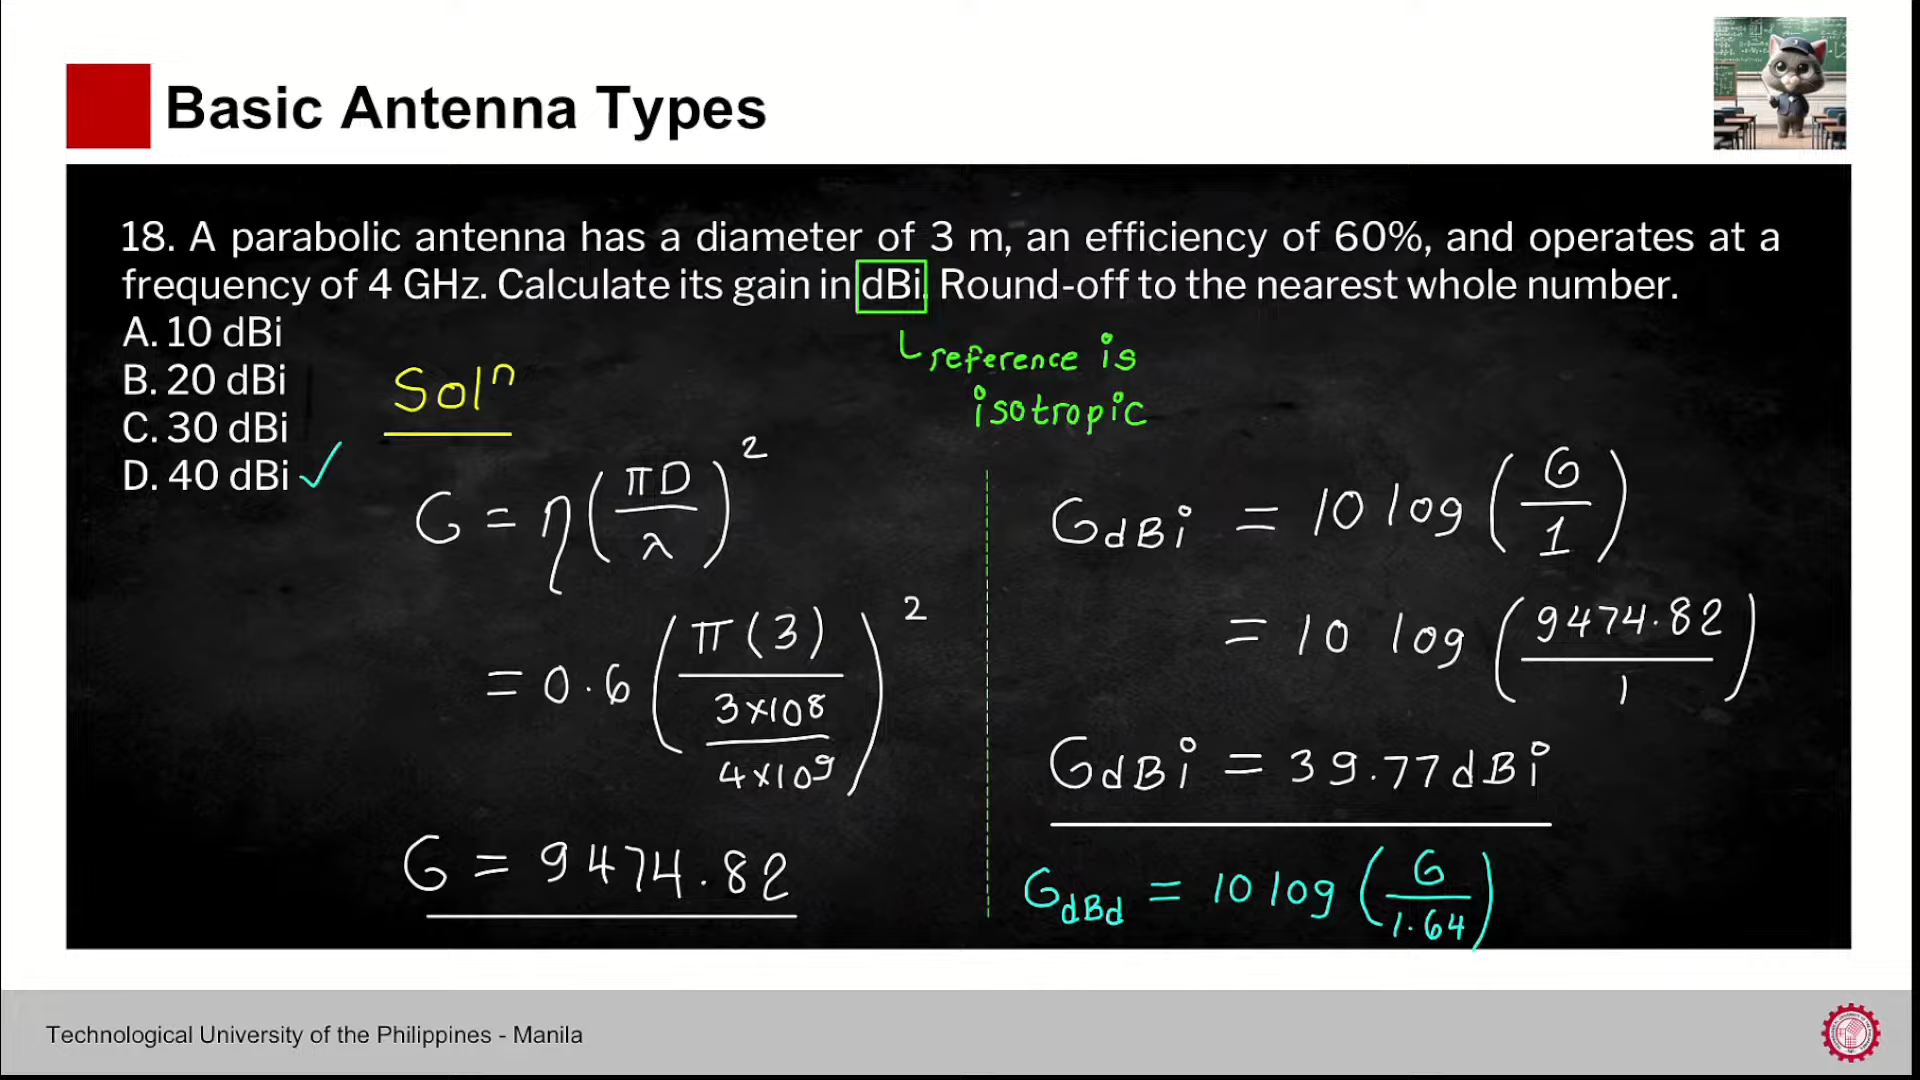 Basic Antenna Types
18. A parabolic antenna has a diameter of 3 m, an efficiency of 60%, and operates at a
frequency of 4 GHz. Calculate its gain in dBi. Round-off to the nearest whole number.
A. 10 dBi
B. 20 dBi
C. 30 dBi
D. 40 dBi ✓
reference is
isotropic
Solⁿ
G = η(πD/λ)²
= 0.6 (π(3)/(3×10⁸/4×10⁹))²
G = 9474.82
GdBi = 10 log (G/1)
= 10 log (9474.82/1)
GdBi = 39.77dBi
GdBd = 10 log (G/1.64)
Technological University of the Philippines - Manila